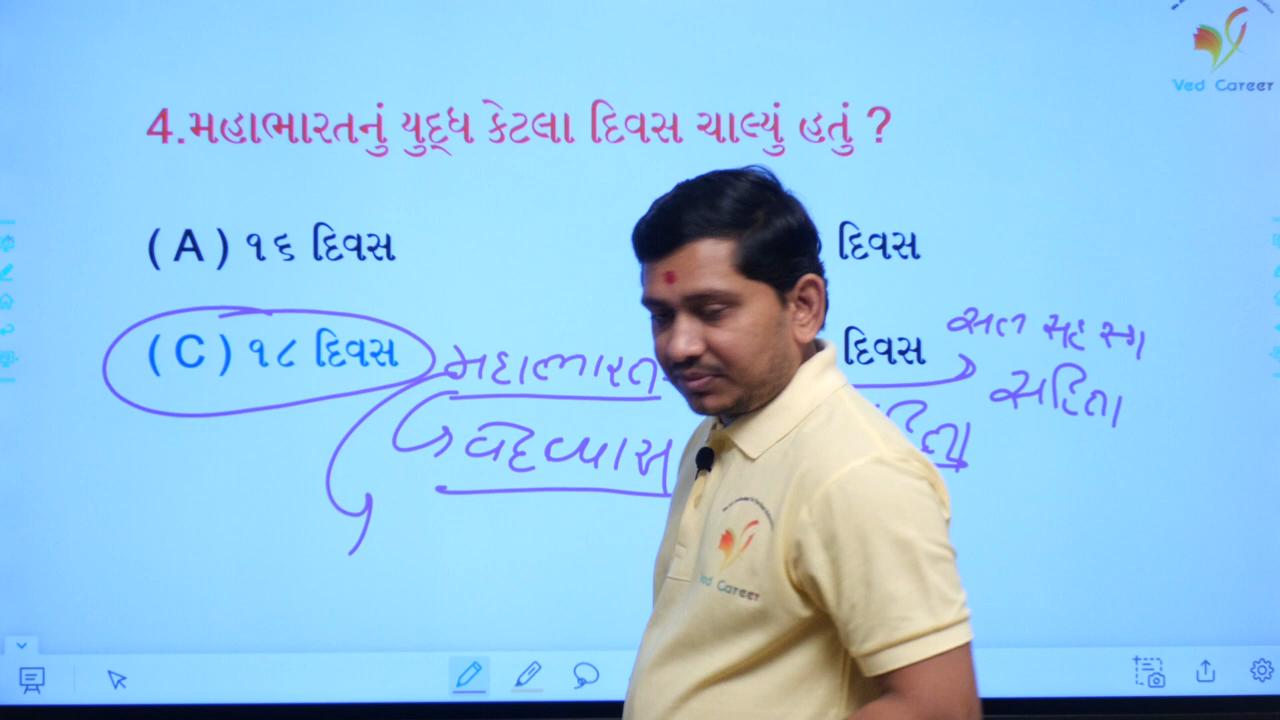 Ved Career
4.મહાભારતનું યુદ્ધ કેટલા દિવસ ચાલ્યું હતું ?
(A) ૧૬ દિવસ
દિવસ
(C) ૧૮ દિવસ
દિવસ
મહાભારત
સહિતા
વેદવ્યાસ
Ved Career